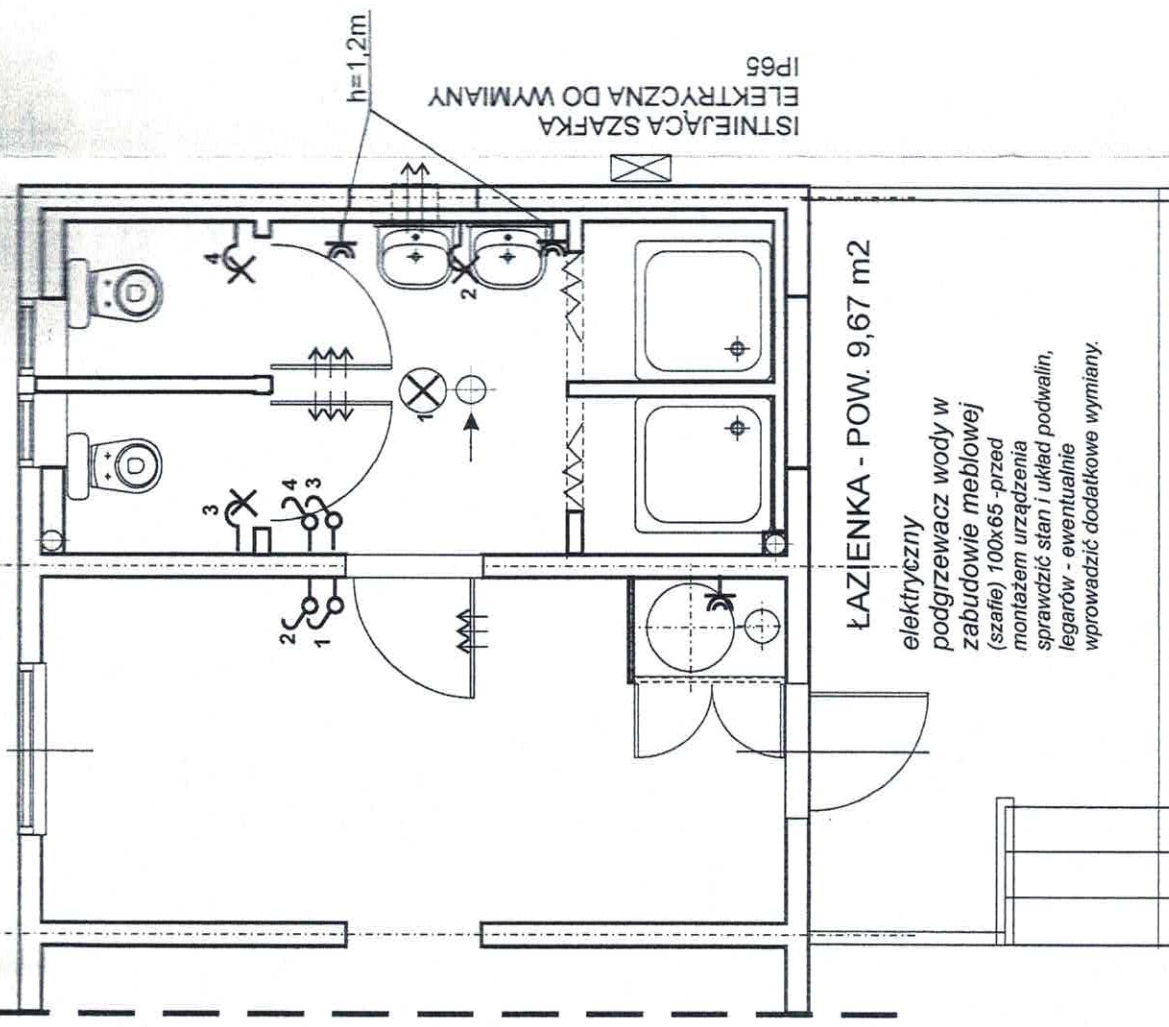 h=1,2m
ISTNIEJĄCA SZAFKA
ELEKTRYCZNA DO WYMIANY
IP65
4
2
1
3
4
3
2
1
ŁAZIENKA - POW. 9,67 m2
elektryczny
podgrzewacz wody w
zabudowie meblowej
(szafie) 100x65 -przed
montażem urządzenia
sprawdzić stan i układ podwalin,
legarów - ewentualnie
wprowadzić dodatkowe wymiany.